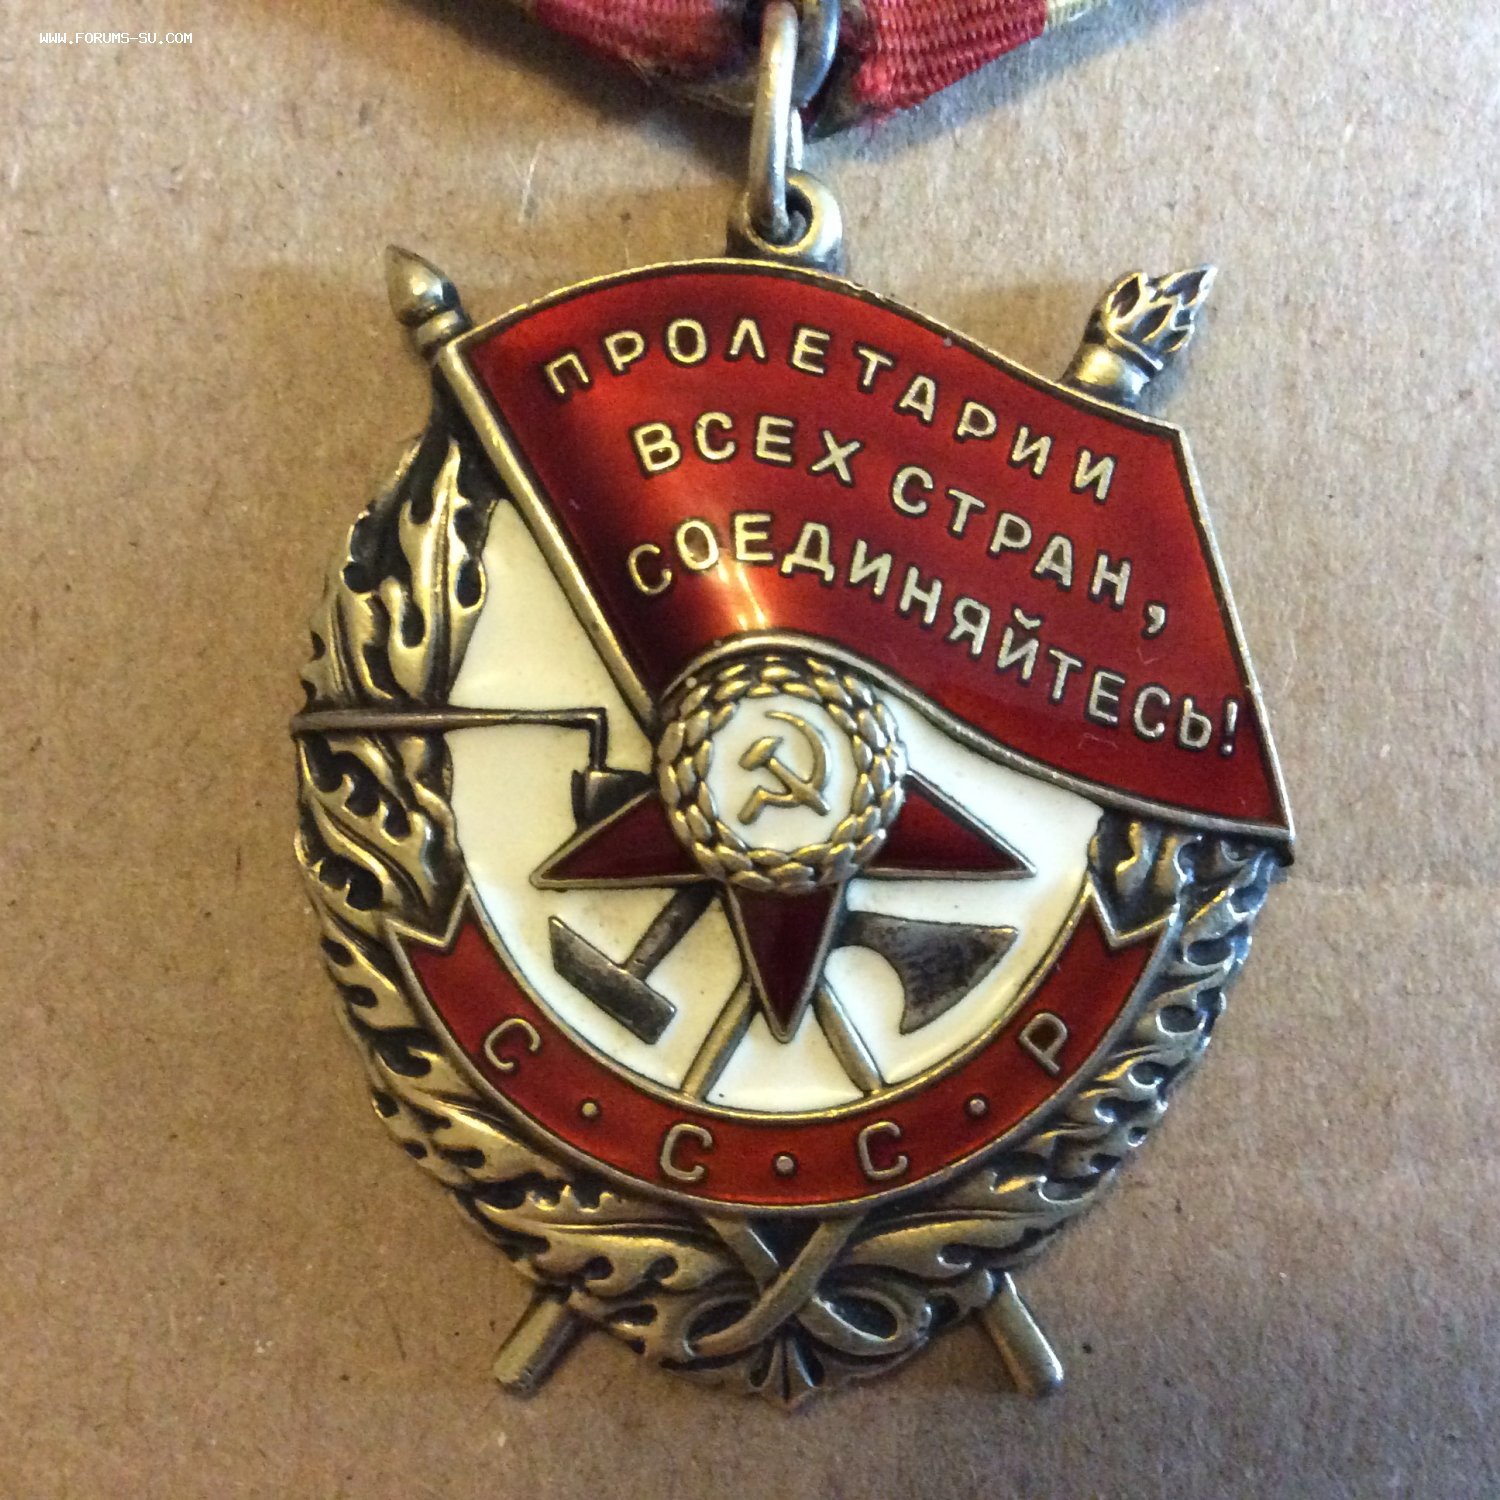 WWW.FORUMS-SU.COM
ПРОЛЕТАРИИ
ВСЕХ СТРАН,
СОЕДИНЯЙТЕСЬ!
С·С·С·Р